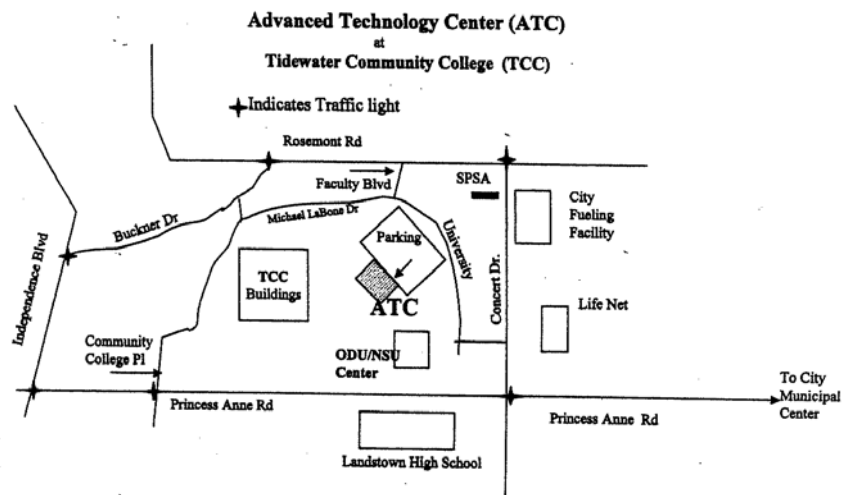 Advanced Technology Center (ATC)
at
Tidewater Community College (TCC)
Indicates Traffic light
Rosemont Rd
Faculty Blvd
SPSA
City
Fueling
Facility
Buckner Dr
Michael LaBone Dr
Parking
University
Concert Dr.
Independence Blvd
TCC
Buildings
ATC
Life Net
Community
College Pl
ODU/NSU
Center
Princess Anne Rd
Princess Anne Rd
To City
Municipal
Center
Landstown High School